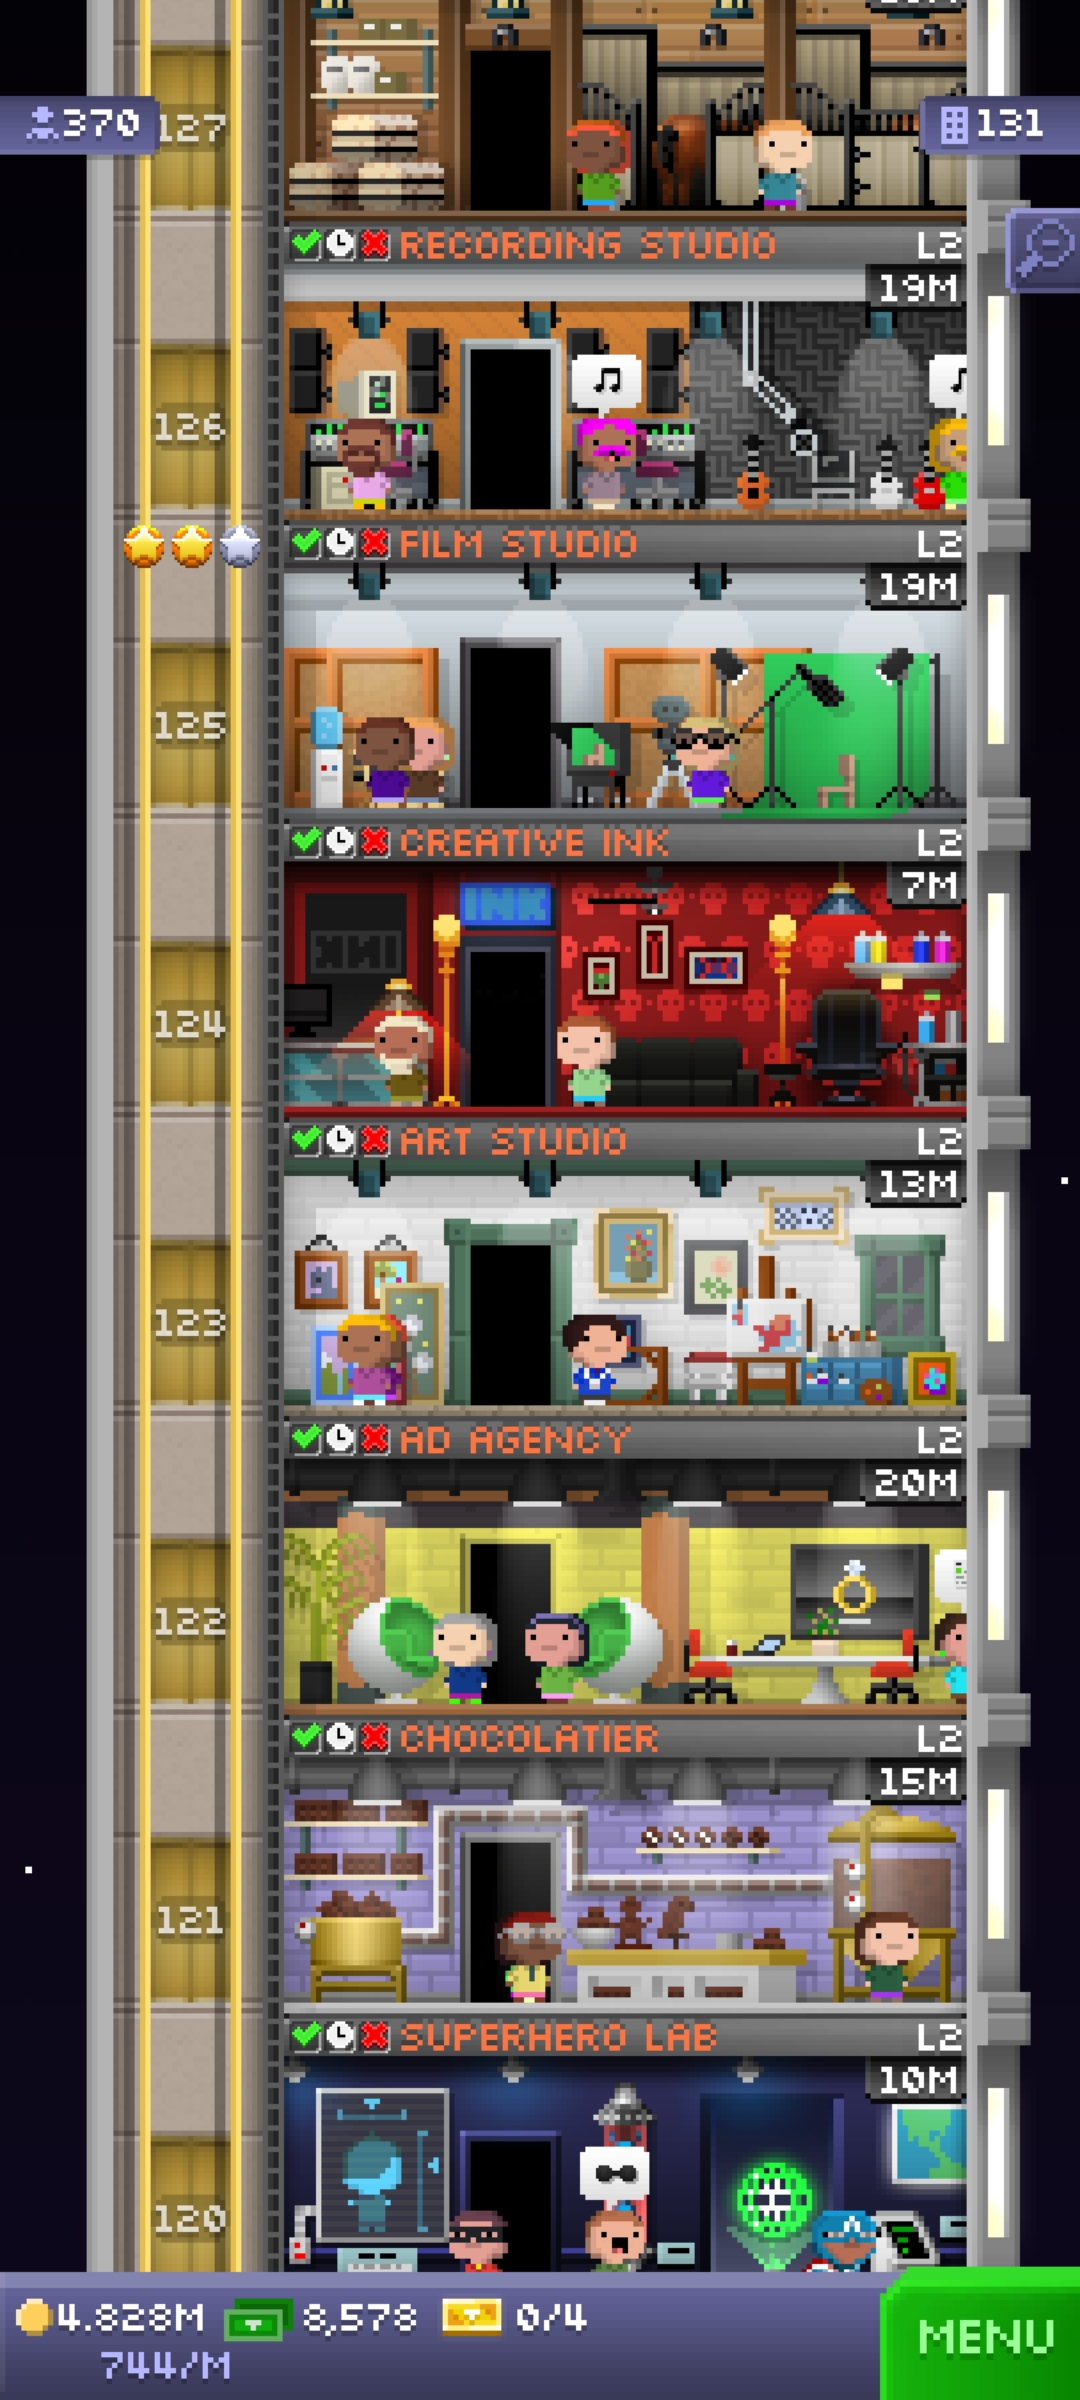 370
127
131
RECORDING STUDIO L2
19M
126
FILM STUDIO L2
19M
125
CREATIVE INK L2
7M
INK
124
ART STUDIO L2
13M
123
AD AGENCY L2
20M
122
CHOCOLATIER L2
15M
121
SUPERHERO LAB L2
10M
120
4.828M 8,578 0/4
744/M
MENU